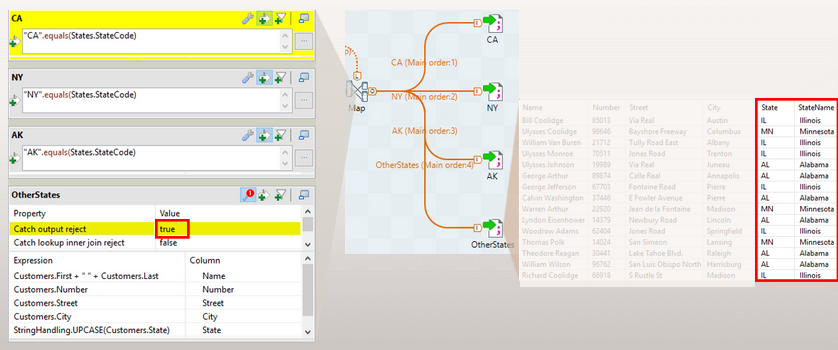 CA
"CA".equals(States.StateCode)
...
NY
"NY".equals(States.StateCode)
...
AK
"AK".equals(States.StateCode)
...
OtherStates
Property Value
Catch output reject true
Catch lookup inner join reject false
Expression Column
Customers.First + " " + Customers.Last Name
Customers.Number Number
Customers.Street Street
Customers.City City
StringHandling.UPCASE(Customers.State) State
CA (Main order:1)
NY (Main order:2)
AK (Main order:3)
OtherStates (Main order:4)
Map
CA
NY
AK
OtherStates
Name Number Street City State StateName
Bill Coolidge 85013 Via Real Austin IL Illinois
Ulysses Coolidge 98646 Bayshore Freeway Columbus MN Minnesota
William Van Buren 21712 Tully Road East Albany IL Illinois
Ulysses Monroe 70511 Jones Road Trenton IL Illinois
Ulysses Johnson 19989 Via Real Juneau AL Alabama
George Arthur 89874 Calle Real Annapolis AL Alabama
George Jefferson 67703 Fontaine Road Pierre IL Illinois
Calvin Washington 37446 E Fowler Avenue Pierre AL Alabama
Warren Arthur 22920 Jean de la Fontaine Madison MN Minnesota
Lyndon Eisenhower 14379 Newbury Road Lincoln AL Alabama
Woodrow Adams 62404 Jones Road Springfield IL Illinois
Thomas Polk 14024 San Simeon Lansing MN Minnesota
Theodore Reagan 30441 Lake Tahoe Blvd. Raleigh AL Alabama
William Wilson 96762 San Luis Obispo North Harrisburg AL Alabama
Richard Coolidge 66918 S Rustle St Madison IL Illinois